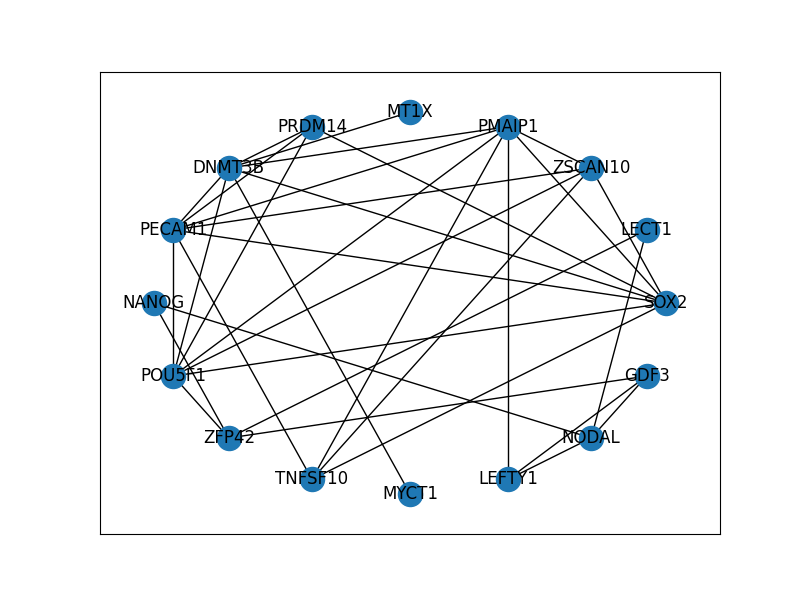 MT1X
PRDM14
PMAIP1
DNMT3B
ZSCAN10
PECAM1
LECT1
NANOG
SOX2
POU5F1
GDF3
ZFP42
NODAL
TNFSF10
LEFTY1
MYCT1